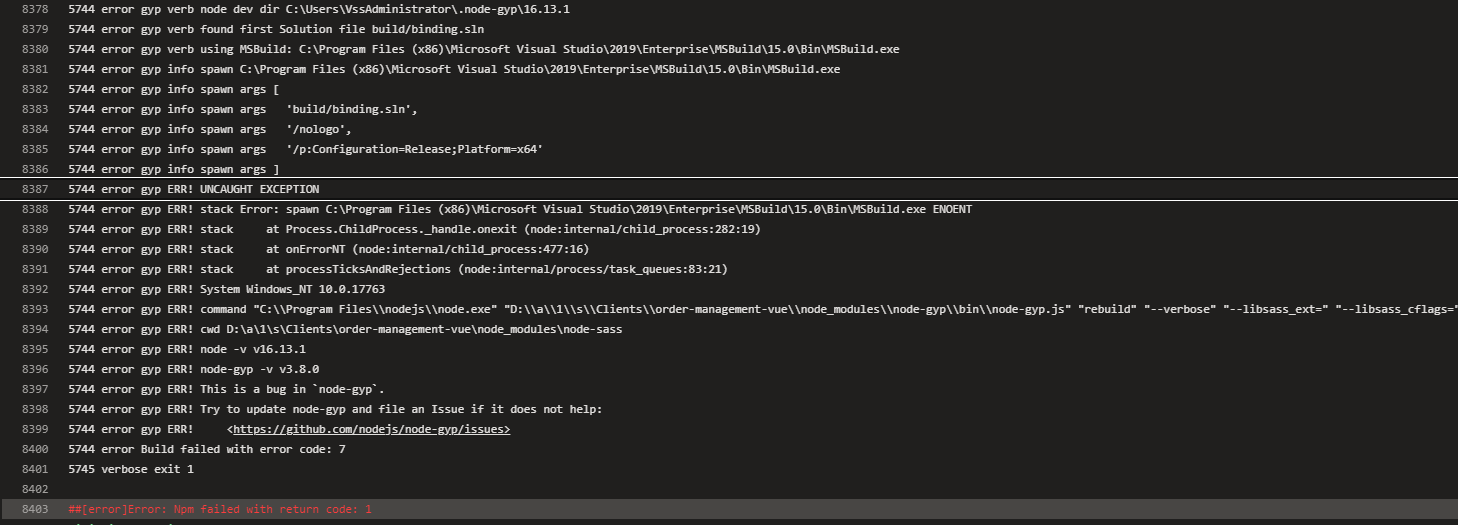 8378 5744 error gyp verb node dev dir C:\Users\VssAdministrator\.node-gyp\16.13.1
8379 5744 error gyp verb found first Solution file build/binding.sln
8380 5744 error gyp verb using MSBuild: C:\Program Files (x86)\Microsoft Visual Studio\2019\Enterprise\MSBuild\15.0\Bin\MSBuild.exe
8381 5744 error gyp info spawn C:\Program Files (x86)\Microsoft Visual Studio\2019\Enterprise\MSBuild\15.0\Bin\MSBuild.exe
8382 5744 error gyp info spawn args [
8383 5744 error gyp info spawn args   'build/binding.sln',
8384 5744 error gyp info spawn args   '/nologo',
8385 5744 error gyp info spawn args   '/p:Configuration=Release;Platform=x64'
8386 5744 error gyp info spawn args ]
8387 5744 error gyp ERR! UNCAUGHT EXCEPTION
8388 5744 error gyp ERR! stack Error: spawn C:\Program Files (x86)\Microsoft Visual Studio\2019\Enterprise\MSBuild\15.0\Bin\MSBuild.exe ENOENT
8389 5744 error gyp ERR! stack     at Process.ChildProcess._handle.onexit (node:internal/child_process:282:19)
8390 5744 error gyp ERR! stack     at onErrorNT (node:internal/child_process:477:16)
8391 5744 error gyp ERR! stack     at processTicksAndRejections (node:internal/process/task_queues:83:21)
8392 5744 error gyp ERR! System Windows_NT 10.0.17763
8393 5744 error gyp ERR! command "C:\\Program Files\\nodejs\\node.exe" "D:\\a\\1\\s\\Clients\\order-management-vue\\node_modules\\node-gyp\\bin\\node-gyp.js" "rebuild" "--verbose" "--libsass_ext=" "--libsass_cflags="
8394 5744 error gyp ERR! cwd D:\a\1\s\Clients\order-management-vue\node_modules\node-sass
8395 5744 error gyp ERR! node -v v16.13.1
8396 5744 error gyp ERR! node-gyp -v v3.8.0
8397 5744 error gyp ERR! This is a bug in `node-gyp`.
8398 5744 error gyp ERR! Try to update node-gyp and file an Issue if it does not help:
8399 5744 error gyp ERR!     <https://github.com/nodejs/node-gyp/issues>
8400 5744 error Build failed with error code: 7
8401 5745 verbose exit 1
8402
8403 ##[error]Error: Npm failed with return code: 1